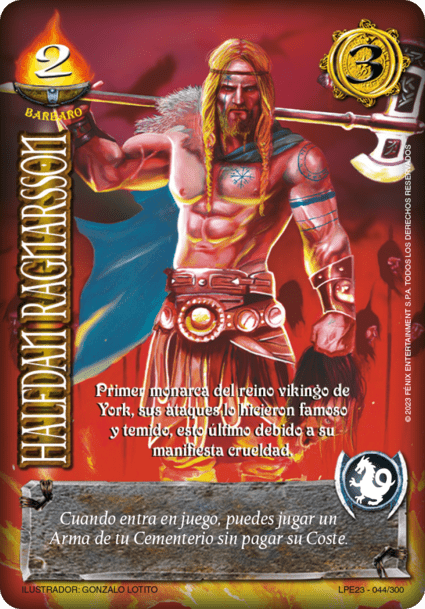 2
3
BÁRBARO
HALFDAN RAGNARSSON
© 2023 FÉNIX ENTERTAINMENT S.P.A. TODOS LOS DERECHOS RESERVADOS
Primer monarca del reino vikingo de
York, sus ataques lo hicieron famoso
y temido, esto último debido a su
manifiesta crueldad.
Cuando entra en juego, puedes jugar un
Arma de tu Cementerio sin pagar su Coste.
ILUSTRADOR: GONZALO LOTITO
LPE23 - 044/300